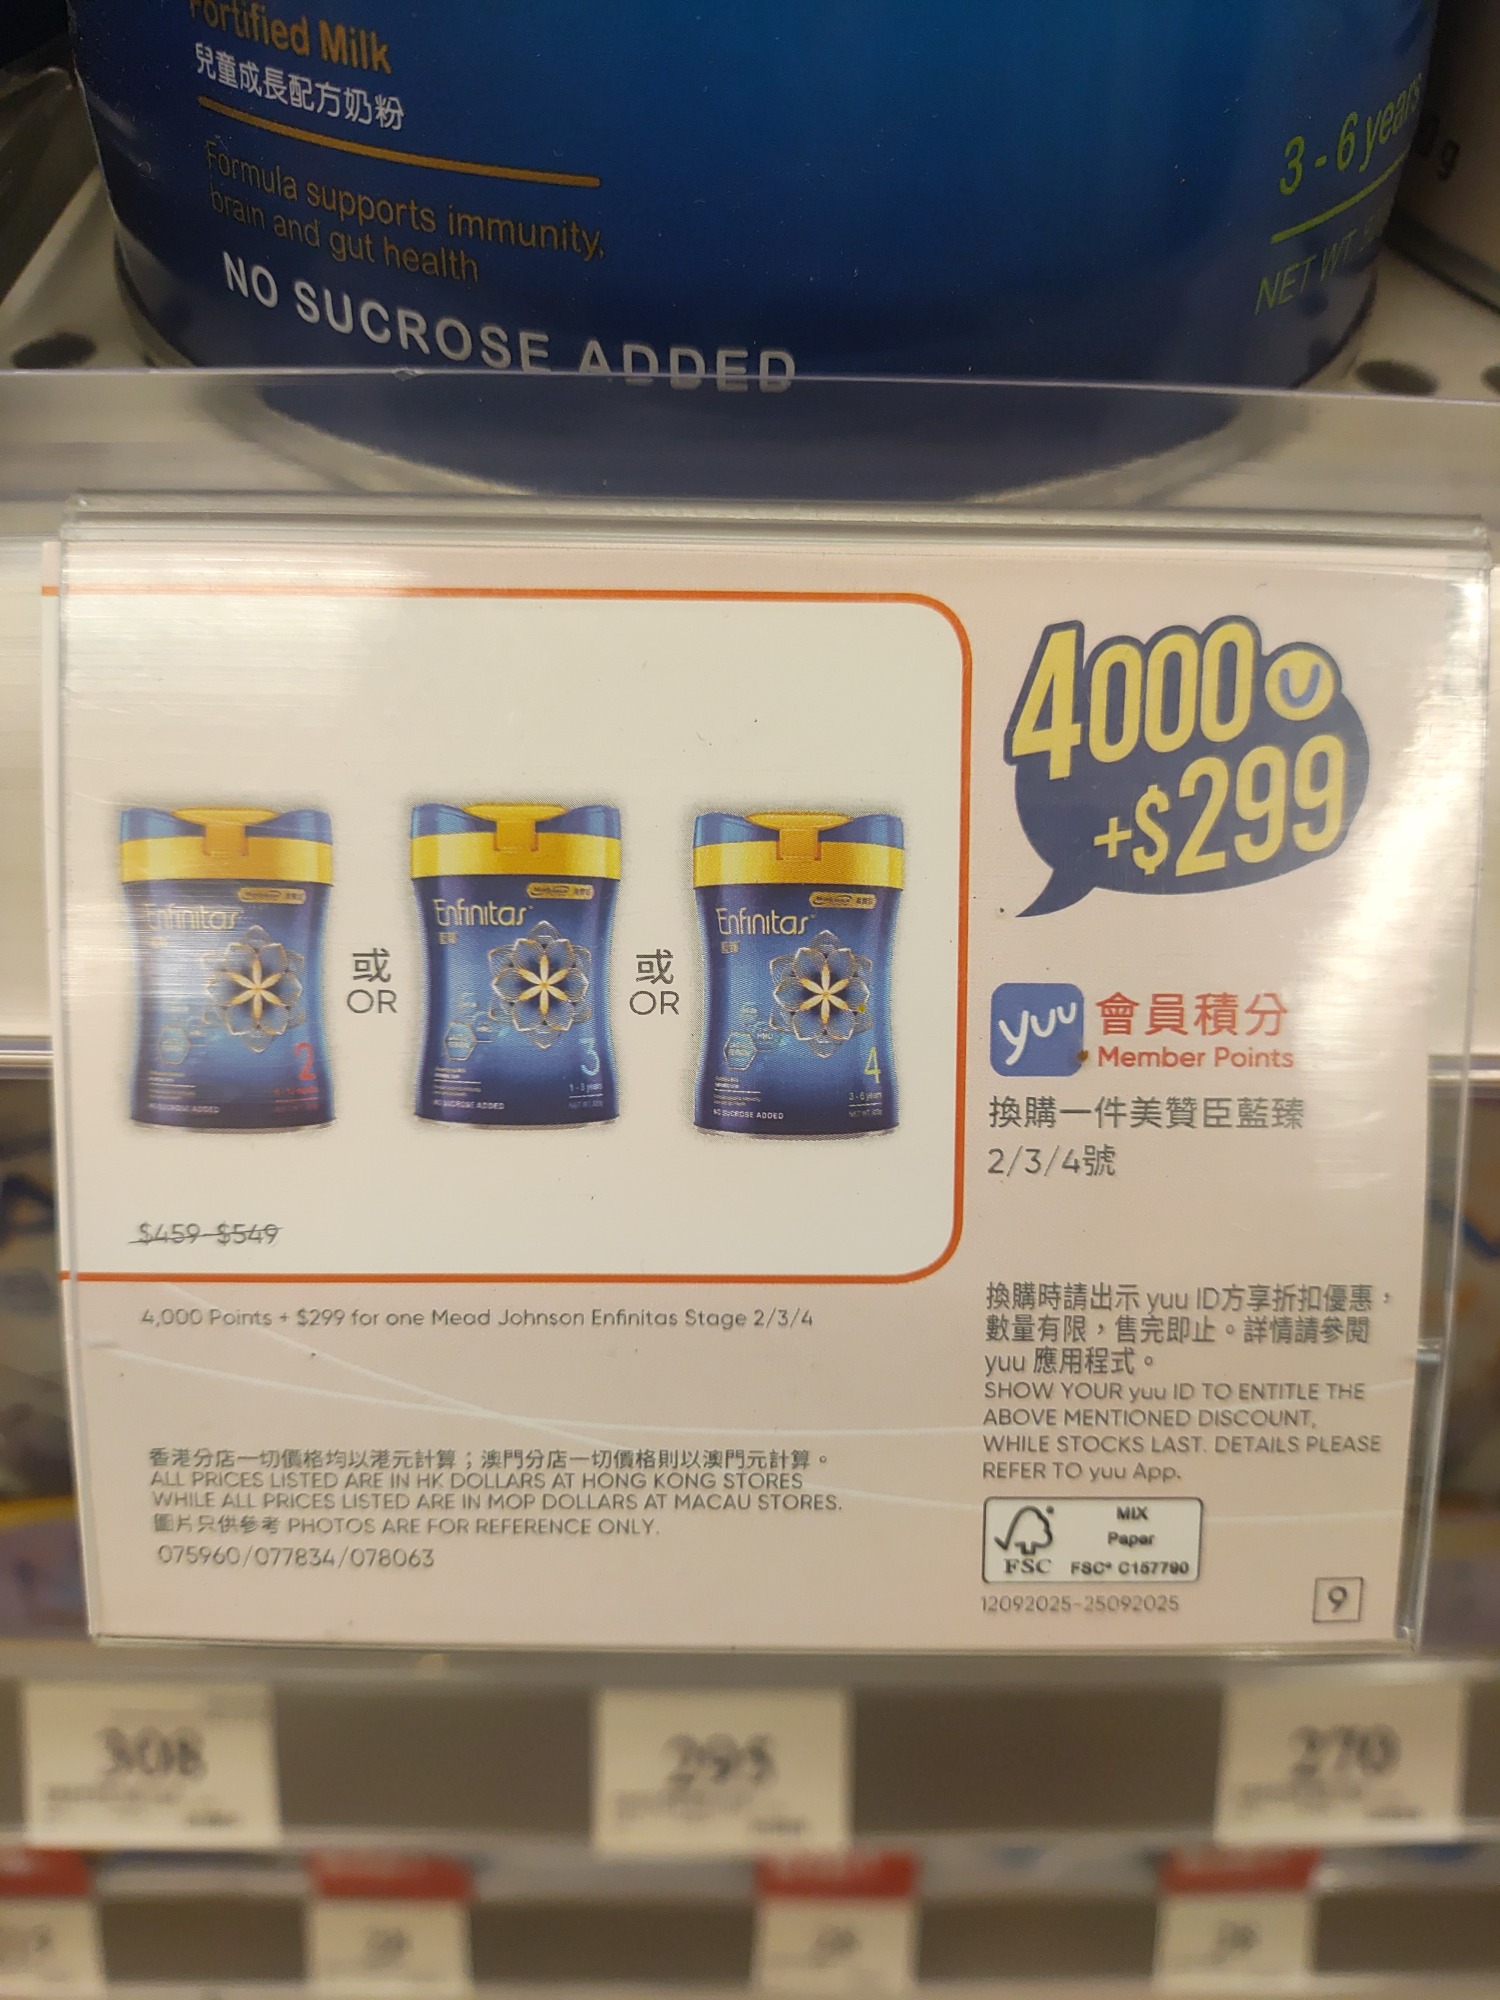 Fortified Milk
兒童成長配方奶粉
Formula supports immunity,
brain and gut health
NO SUCROSE ADDED
3-6 years
NET WT
4000
+$299
Enfinitas
2
或
OR
Enfinitas
藍臻
3
1-3 years
NO SUCROSE ADDED
或
OR
Enfinitas
藍臻
4
3-6 years
NO SUCROSE ADDED
yuu 會員積分
Member Points
換購一件美贊臣藍臻
2/3/4號
$459-$549
4,000 Points + $299 for one Mead Johnson Enfinitas Stage 2/3/4
換購時請出示 yuu ID方享折扣優惠，
數量有限，售完即止。詳情請參閱
yuu 應用程式。
SHOW YOUR yuu ID TO ENTITLE THE
ABOVE MENTIONED DISCOUNT,
WHILE STOCKS LAST. DETAILS PLEASE
REFER TO yuu App.
香港分店一切價格均以港元計算；澳門分店一切價格則以澳門元計算。
ALL PRICES LISTED ARE IN HK DOLLARS AT HONG KONG STORES
WHILE ALL PRICES LISTED ARE IN MOP DOLLARS AT MACAU STORES.
圖片只供參考 PHOTOS ARE FOR REFERENCE ONLY.
075960/077834/078063
MIX
Paper
FSC FSC® C157790
12092025-25092025
9
308
295
270